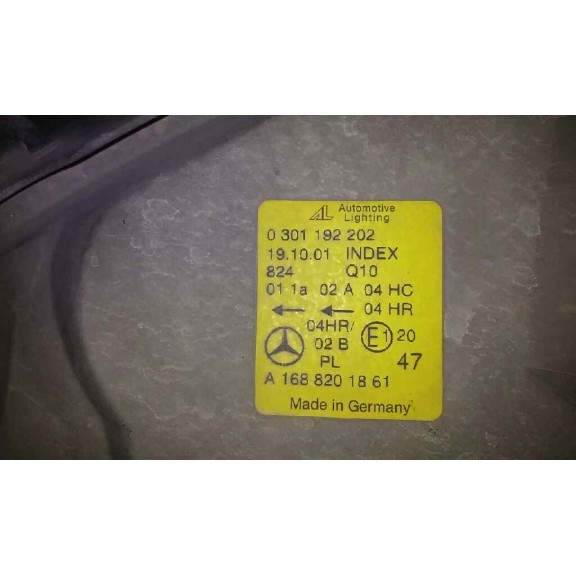 AL Automotive Lighting
0 301 192 202
19.10.01 INDEX
824 Q10
01 1a 02 A 04 HC
04 HR
04HR/
02 B E1 20
PL 47
A 168 820 18 61
Made in Germany